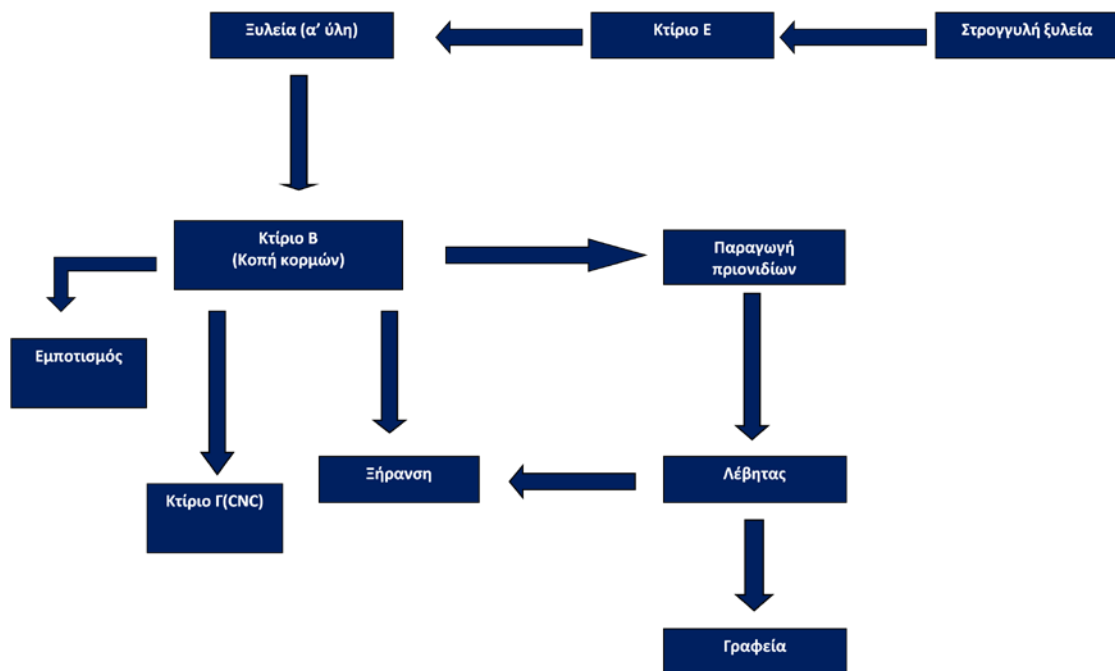 Ξυλεία (α’ ύλη)
Κτίριο Ε
Στρογγυλή ξυλεία
Κτίριο Β
(Κοπή κορμών)
Παραγωγή
πριονιδίων
Εμποτισμός
Ξήρανση
Λέβητας
Κτίριο Γ(CNC)
Γραφεία